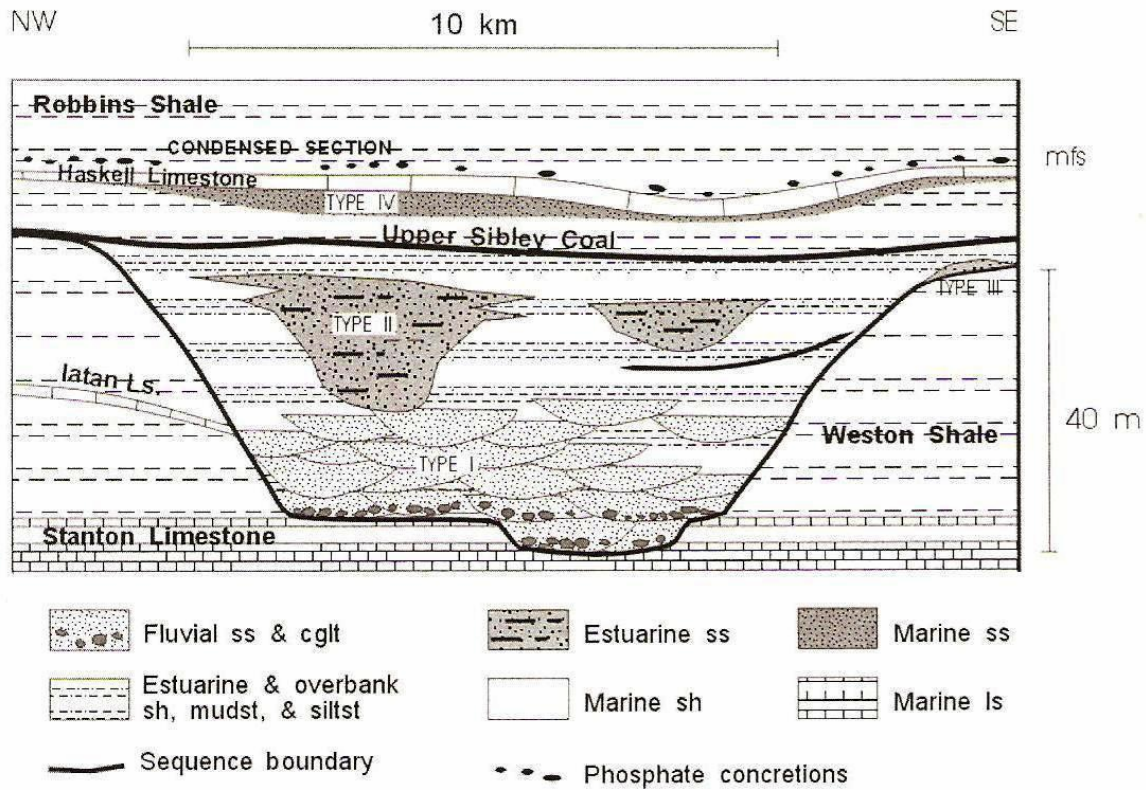 NW
10 km
SE
Robbins Shale
CONDENSED SECTION
mfs
Haskell Limestone
TYPE IV
Upper Sibley Coal
TYPE III
TYPE II
Iatan Ls.
40 m
Weston Shale
TYPE I
Stanton Limestone
Fluvial ss & cglt
Estuarine ss
Marine ss
Estuarine & overbank
sh, mudst, & siltst
Marine sh
Marine ls
Sequence boundary
Phosphate concretions